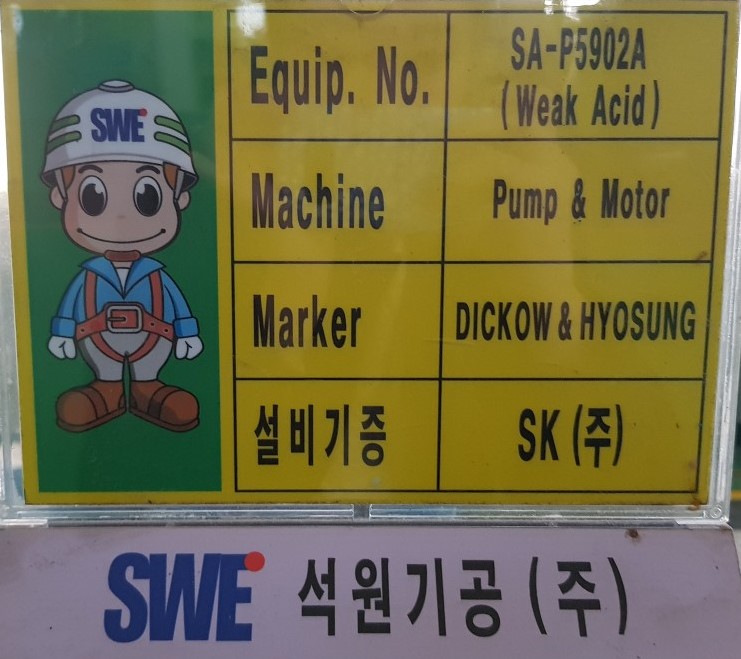 SWE
Equip. No.
SA-P5902A
(Weak Acid)
Machine
Pump & Motor
Marker
DICKOW & HYOSUNG
설비기증
SK (주)
SWE 석원기공 (주)